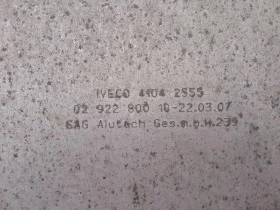 IVECO 4104 2855
02 922 800 10-22.03.07
SAG Alutech Ges.m.b.H.239